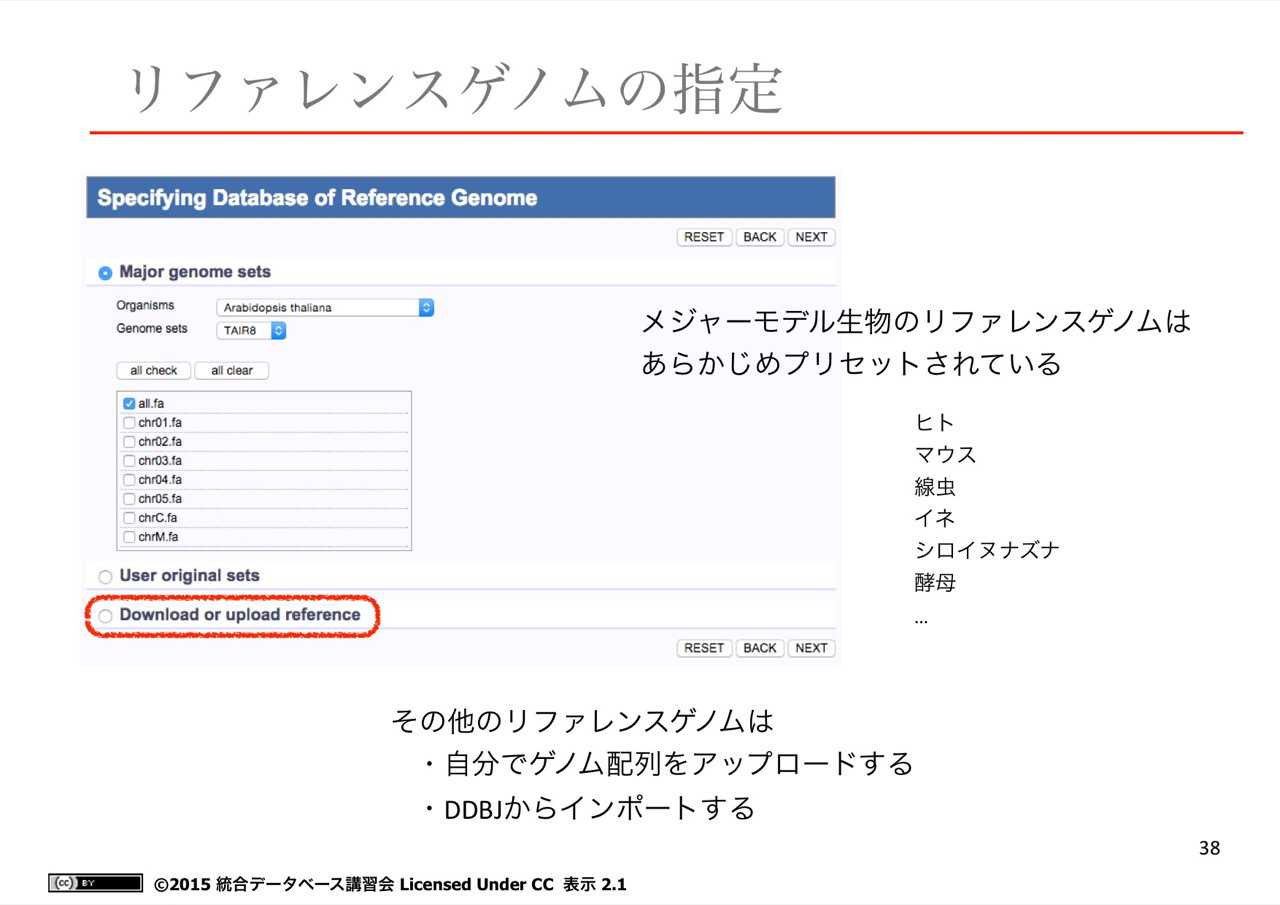 リファレンスゲノムの指定
Specifying Database of Reference Genome
RESET BACK NEXT
Major genome sets
Organisms Arabidopsis thaliana
Genome sets TAIR8
all check all clear
all.fa
chr01.fa
chr02.fa
chr03.fa
chr04.fa
chr05.fa
chrC.fa
chrM.fa
User original sets
Download or upload reference
RESET BACK NEXT
メジャーモデル生物のリファレンスゲノムは
あらかじめプリセットされている
ヒト
マウス
線虫
イネ
シロイヌナズナ
酵母
...
その他のリファレンスゲノムは
・自分でゲノム配列をアップロードする
・DDBJからインポートする
38
(cc) BY ©2015 統合データベース講習会 Licensed Under CC 表示 2.1